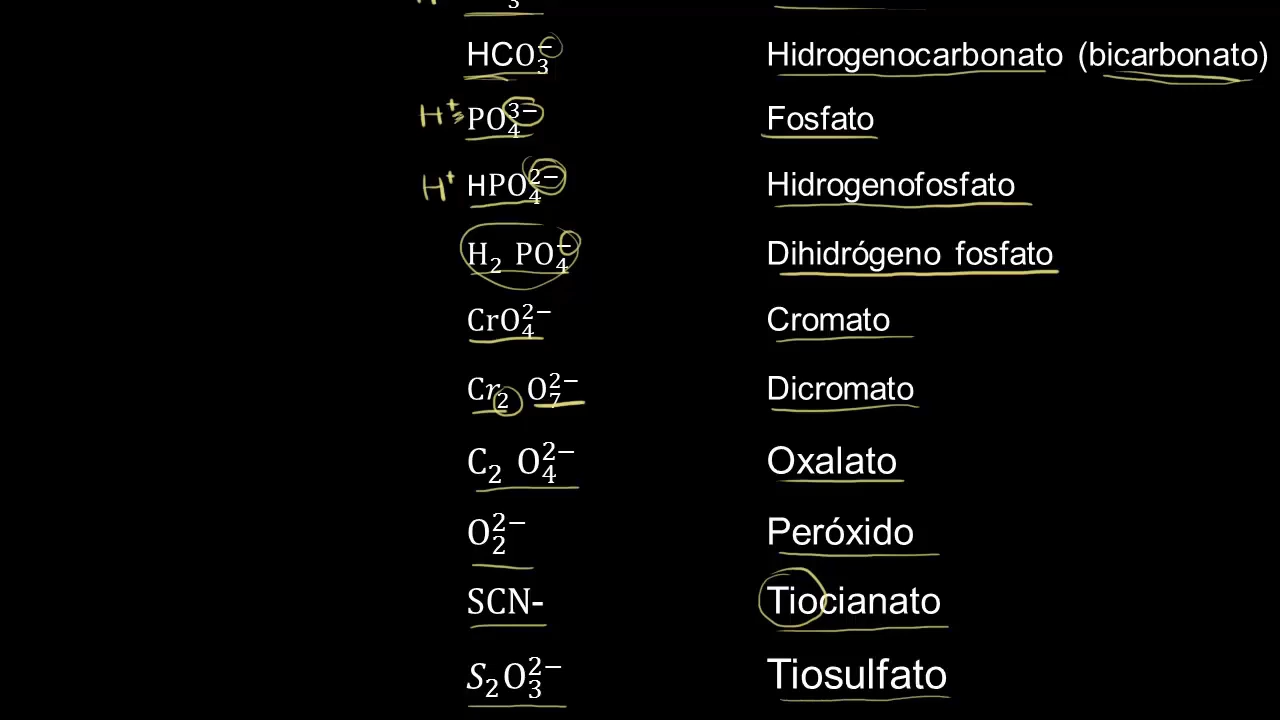 HCO₃⁻ Hidrogenocarbonato (bicarbonato)
H⁺ PO₄³⁻ Fosfato
H⁺ HPO₄²⁻ Hidrogenofosfato
H₂ PO₄⁻ Dihidrógeno fosfato
CrO₄²⁻ Cromato
Cr₂ O₇²⁻ Dicromato
C₂ O₄²⁻ Oxalato
O₂²⁻ Peróxido
SCN- Tiocianato
S₂O₃²⁻ Tiosulfato